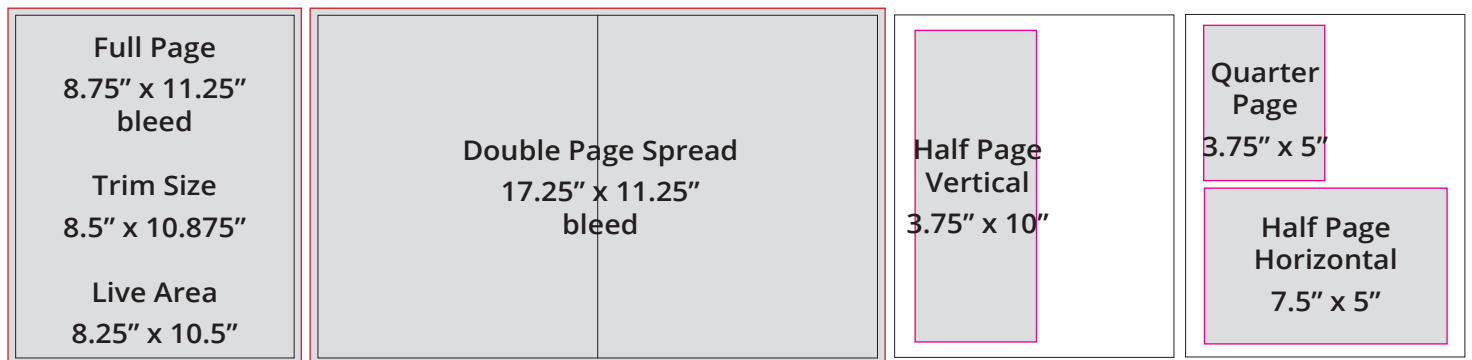 Full Page
8.75” x 11.25”
bleed
Trim Size
8.5” x 10.875”
Live Area
8.25” x 10.5”
Double Page Spread
17.25” x 11.25”
bleed
Half Page
Vertical
3.75” x 10”
Quarter
Page
3.75” x 5”
Half Page
Horizontal
7.5” x 5”